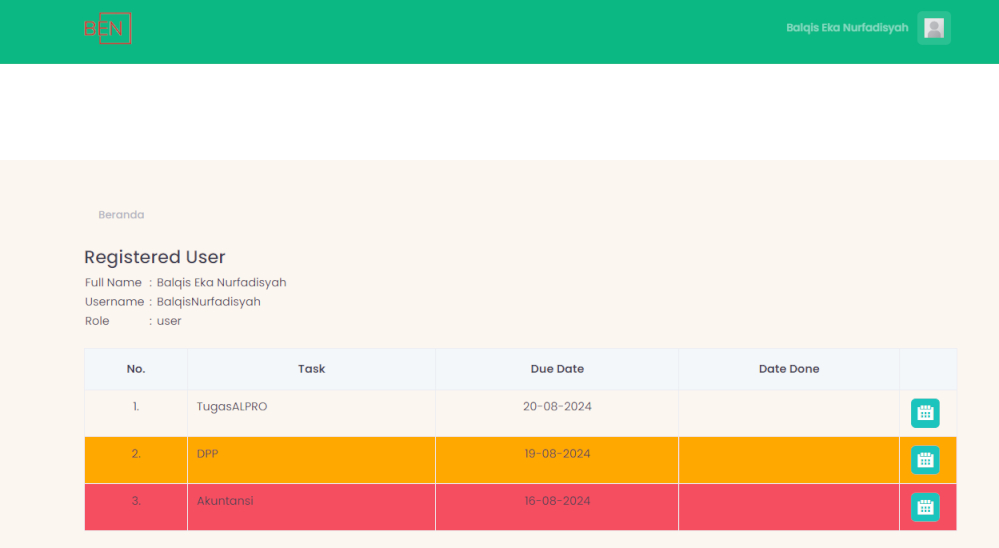 BEN
Balqis Eka Nurfadisyah
Beranda
Registered User
Full Name : Balqis Eka Nurfadisyah
Username : BalqisNurfadisyah
Role : user
No. Task Due Date Date Done
1. TugasALPRO 20-08-2024
2. DPP 19-08-2024
3. Akuntansi 16-08-2024